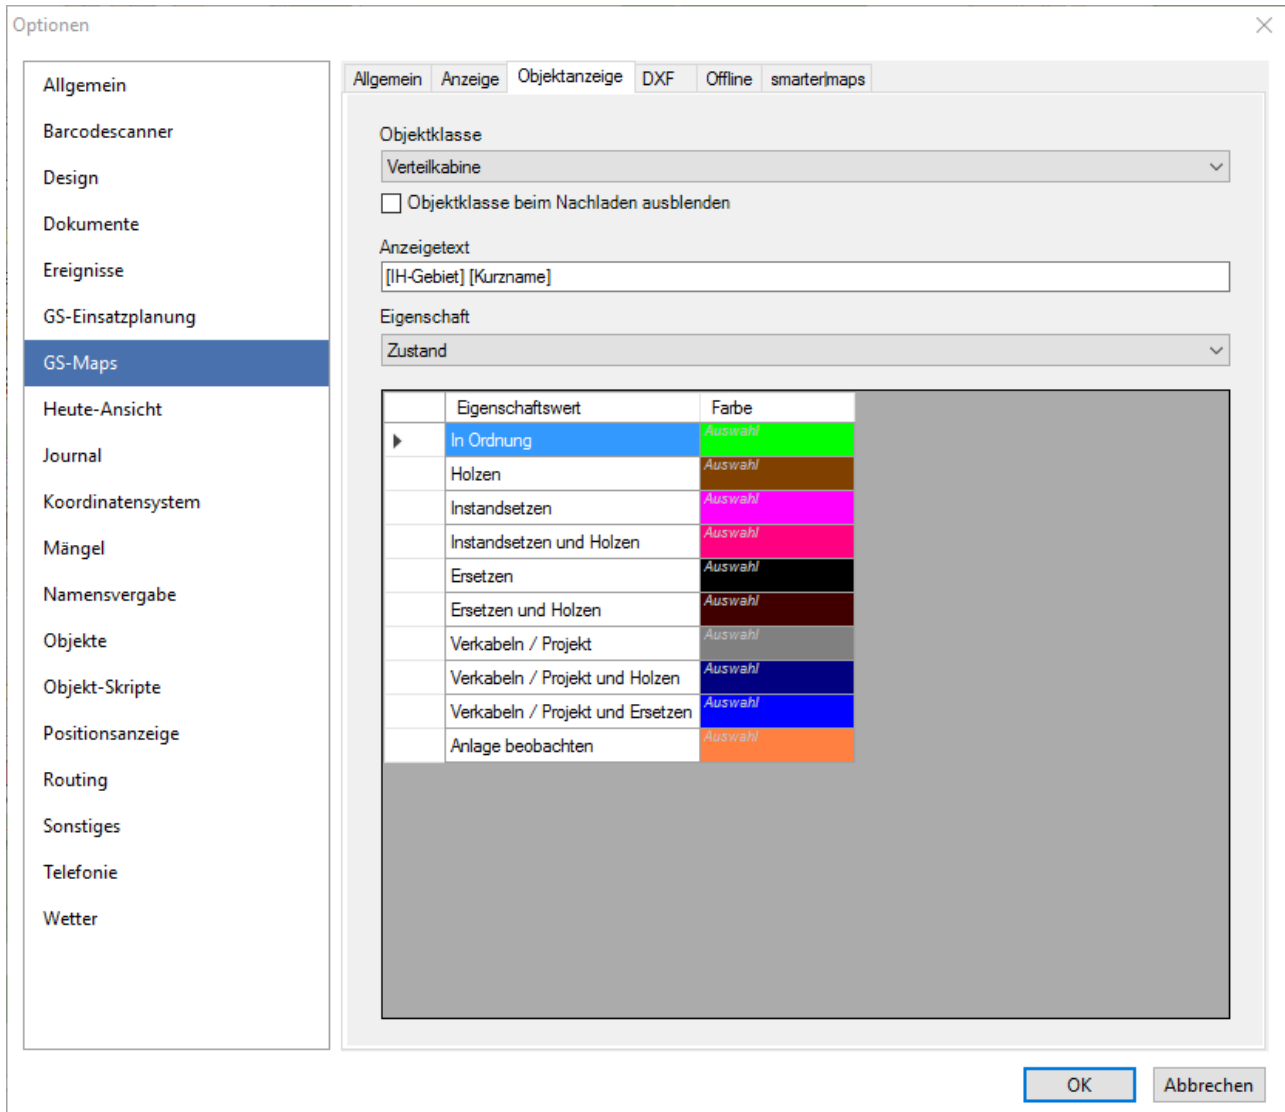 Optionen
Allgemein
Barcodescanner
Design
Dokumente
Ereignisse
GS-Einsatzplanung
GS-Maps
Heute-Ansicht
Journal
Koordinatensystem
Mängel
Namensvergabe
Objekte
Objekt-Skripte
Positionsanzeige
Routing
Sonstiges
Telefonie
Wetter
Allgemein Anzeige Objektanzeige DXF Offline smarter|maps
Objektklasse
Verteilkabine
Objektklasse beim Nachladen ausblenden
Anzeigetext
[IH-Gebiet] [Kurzname]
Eigenschaft
Zustand
Eigenschaftswert Farbe
In Ordnung Auswahl
Holzen Auswahl
Instandsetzen Auswahl
Instandsetzen und Holzen Auswahl
Ersetzen Auswahl
Ersetzen und Holzen Auswahl
Verkabeln / Projekt Auswahl
Verkabeln / Projekt und Holzen Auswahl
Verkabeln / Projekt und Ersetzen Auswahl
Anlage beobachten Auswahl
OK Abbrechen